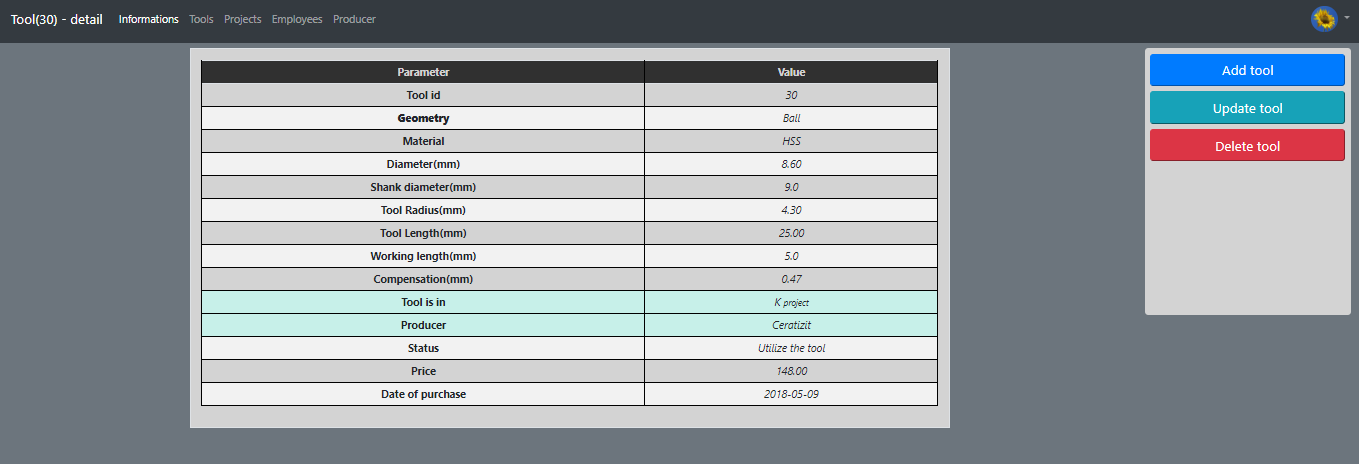 Tool(30) - detail Informations Tools Projects Employees Producer
Parameter Value
Tool id 30
Geometry Ball
Material HSS
Diameter(mm) 8.60
Shank diameter(mm) 9.0
Tool Radius(mm) 4.30
Tool Length(mm) 25.00
Working length(mm) 5.0
Compensation(mm) 0.47
Tool is in K project
Producer Ceratizit
Status Utilize the tool
Price 148.00
Date of purchase 2018-05-09
Add tool
Update tool
Delete tool